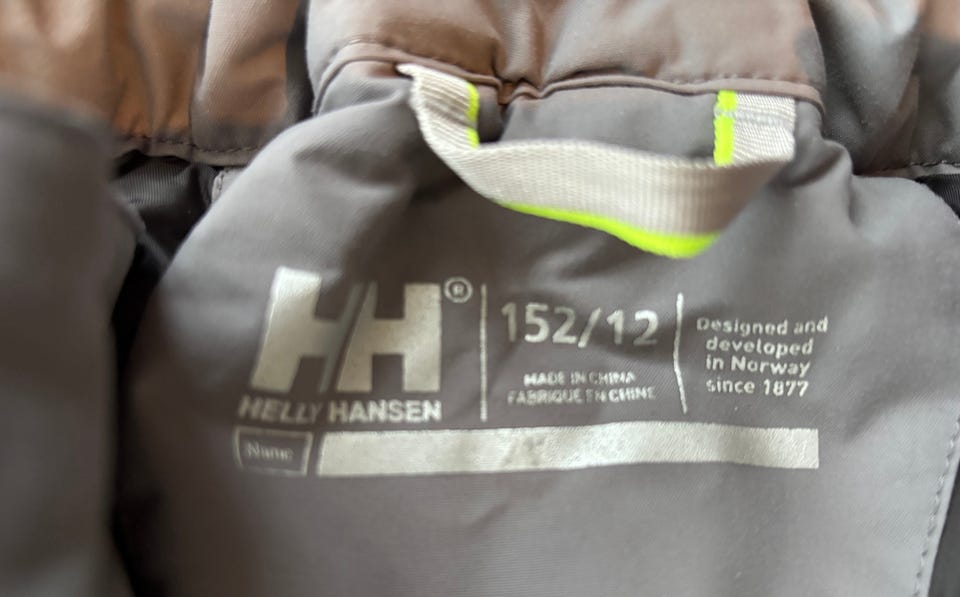 HH®
HELLY HANSEN
152/12
MADE IN CHINA
FABRIQUE EN CHINE
Designed and
developed
in Norway
since 1877
Name